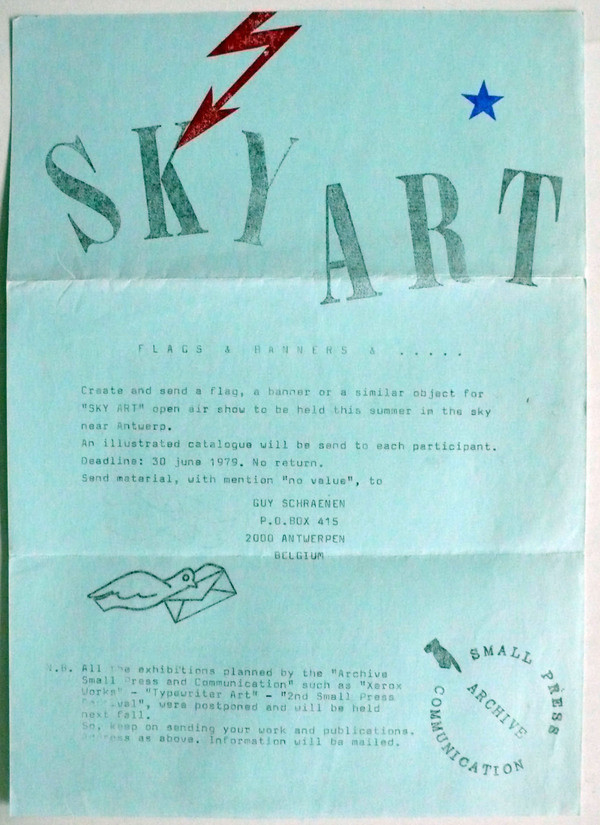 SKY ART
FLAGS & BANNERS & .....
Create and send a flag, a banner or a similar object for
"SKY ART" open air show to be held this summer in the sky
near Antwerp.
An illustrated catalogue will be send to each participant.
Deadline: 30 june 1979. No return.
Send material, with mention "no value", to
GUY SCHRAENEN
P.O.BOX 415
2000 ANTWERPEN
BELGIUM
N.B. All the exhibitions planned by the "Archive
Small Press and Communication" such as "Xerox
Works" - "Typewriter Art" - "2nd Small Press
", were postponed and will be held
next fall.
So, keep on sending your work and publications.
Address as above. Information will be mailed.
SMALL PRESS
ARCHIVE
COMMUNICATION